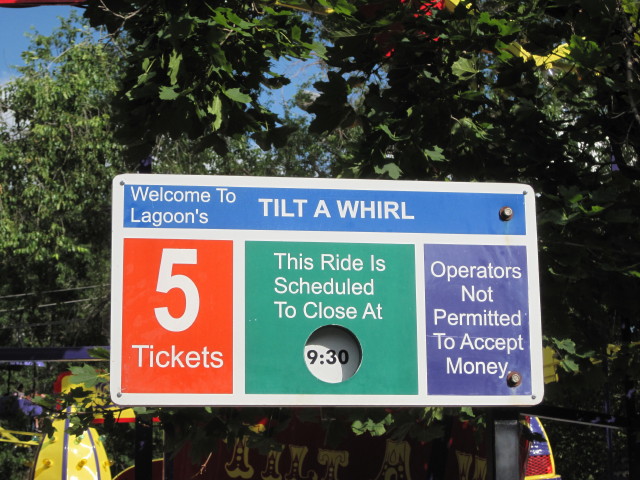 Welcome To
Lagoon's
TILT A WHIRL
5
Tickets
This Ride Is
Scheduled
To Close At
9:30
Operators
Not
Permitted
To Accept
Money.
TILT A